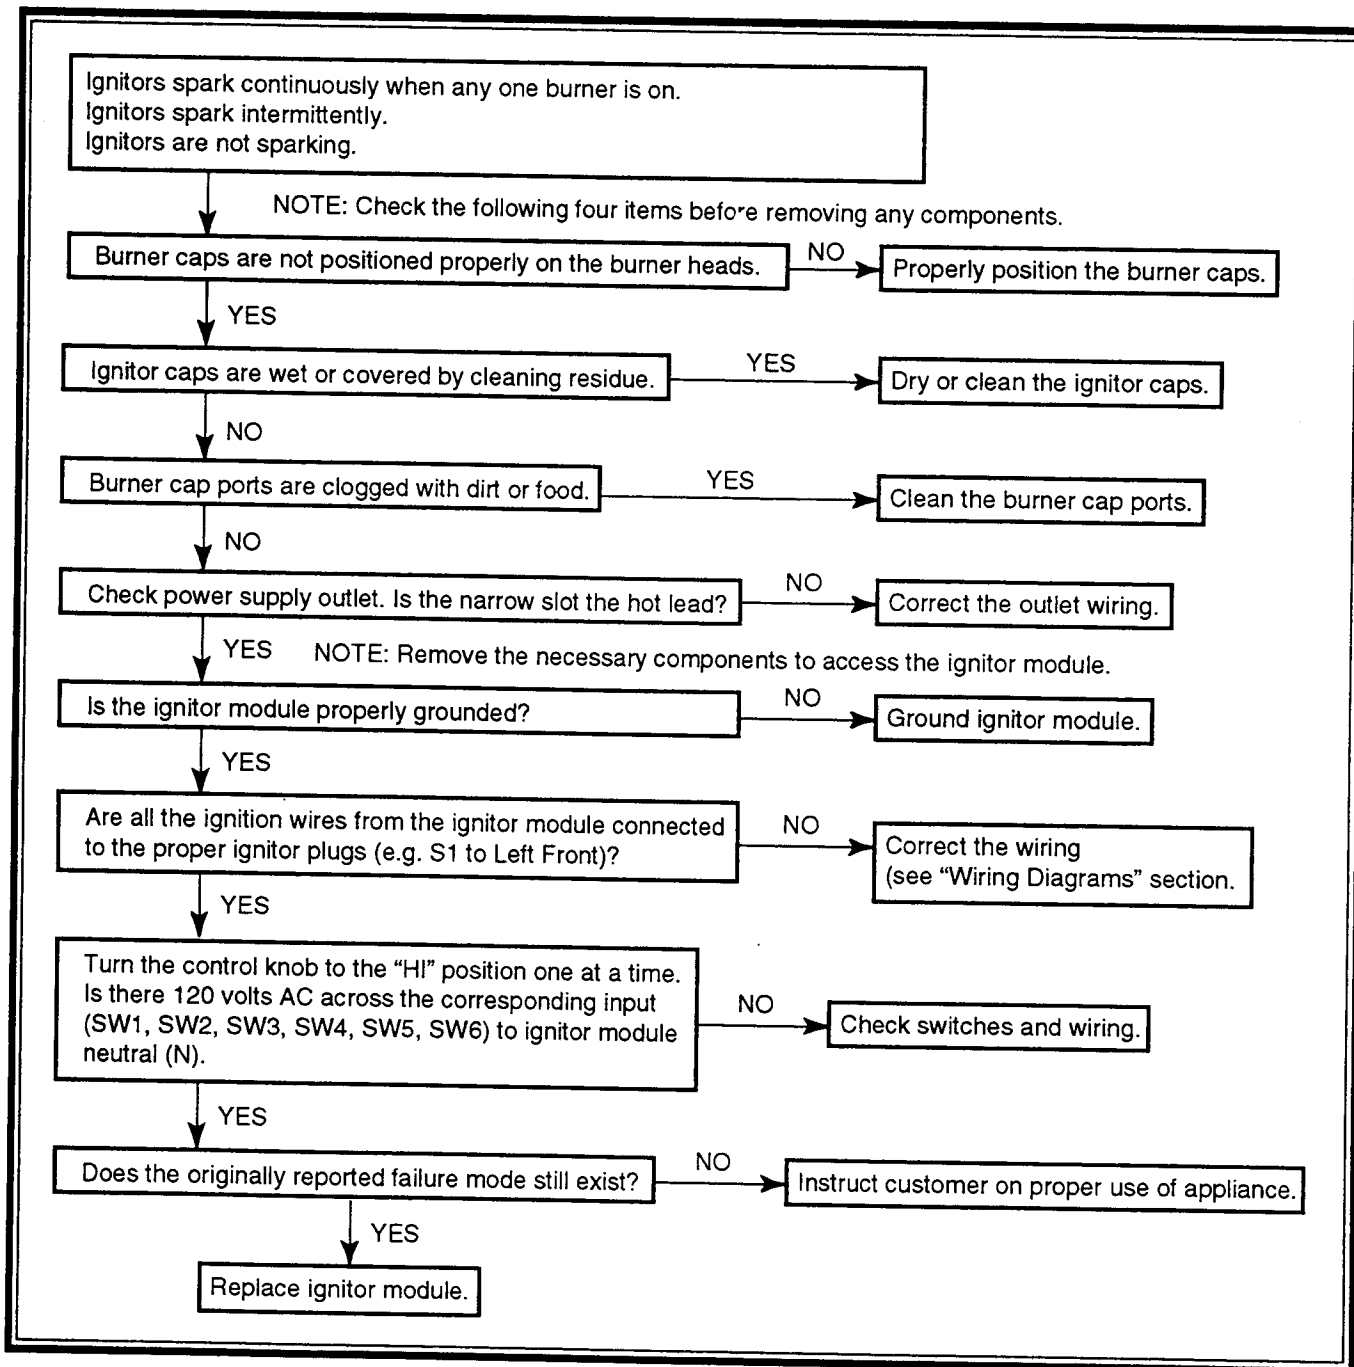 Ignitors spark continuously when any one burner is on.
Ignitors spark intermittently.
Ignitors are not sparking.
NOTE: Check the following four items before removing any components.
Burner caps are not positioned properly on the burner heads.
NO
Properly position the burner caps.
YES
Ignitor caps are wet or covered by cleaning residue.
YES
Dry or clean the ignitor caps.
NO
Burner cap ports are clogged with dirt or food.
YES
Clean the burner cap ports.
NO
Check power supply outlet. Is the narrow slot the hot lead?
NO
Correct the outlet wiring.
YES
NOTE: Remove the necessary components to access the ignitor module.
Is the ignitor module properly grounded?
NO
Ground ignitor module.
YES
Are all the ignition wires from the ignitor module connected
to the proper ignitor plugs (e.g. S1 to Left Front)?
NO
Correct the wiring
(see “Wiring Diagrams” section.
YES
Turn the control knob to the “HI” position one at a time.
Is there 120 volts AC across the corresponding input
(SW1, SW2, SW3, SW4, SW5, SW6) to ignitor module
neutral (N).
NO
Check switches and wiring.
YES
Does the originally reported failure mode still exist?
NO
Instruct customer on proper use of appliance.
YES
Replace ignitor module.